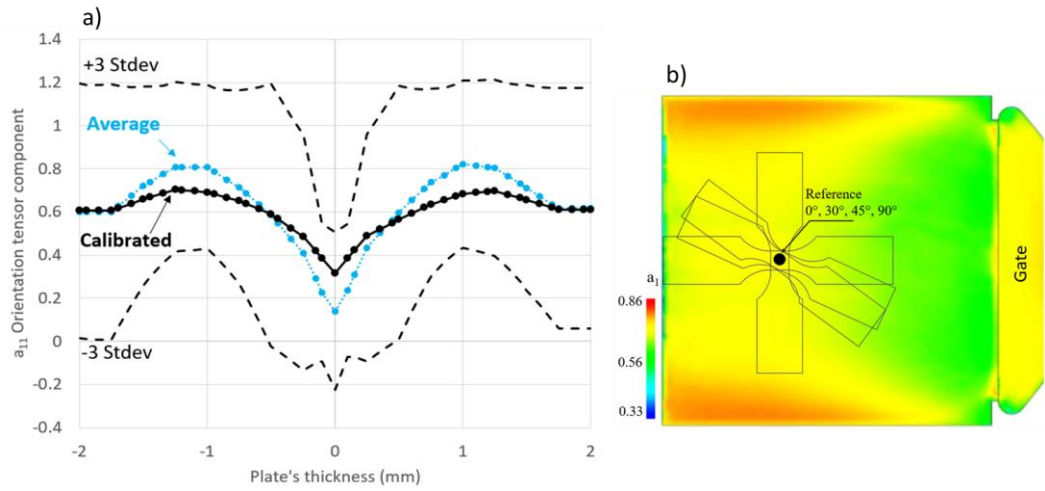 a)
1.4
1.2
1
0.8
0.6
0.4
0.2
0
-0.2
-0.4
a11 Orientation tensor component
+3 Stdev
Average
Calibrated
-3 Stdev
-2
-1
0
1
2
Plate's thickness (mm)
b)
Reference
0°, 30°, 45°, 90°
Gate
a1
0.86
0.56
0.33